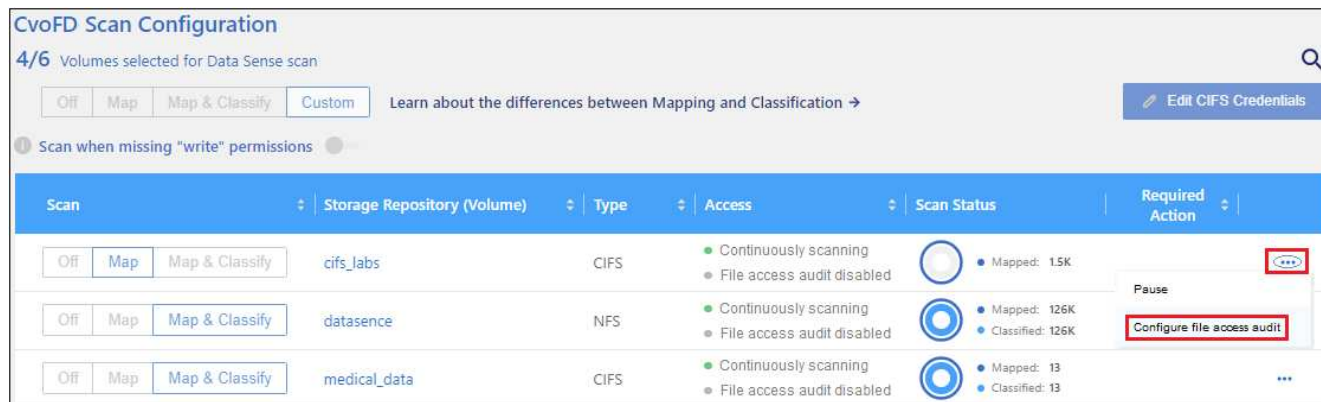 CvoFD Scan Configuration
4/6 Volumes selected for Data Sense scan
Off Map Map & Classify Custom Learn about the differences between Mapping and Classification → Edit CIFS Credentials
Scan when missing "write" permissions
Scan Storage Repository (Volume) Type Access Scan Status Required Action
Off Map Map & Classify cifs_labs CIFS Continuously scanning Mapped: 1.5K
File access audit disabled
Pause
Off Map Map & Classify datasence NFS Continuously scanning Mapped: 126K
File access audit disabled Classified: 126K
Configure file access audit
Off Map Map & Classify medical_data CIFS Continuously scanning Mapped: 13
File access audit disabled Classified: 13